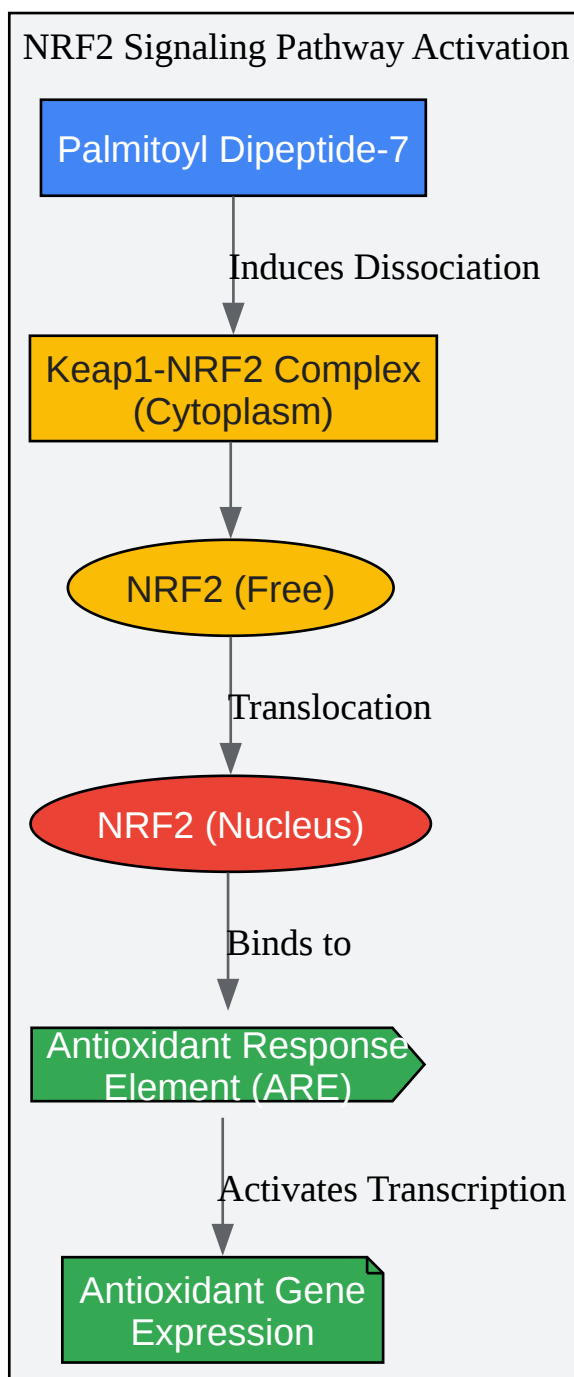 NRF2 Signaling Pathway Activation
Palmitoyl Dipeptide-7
Induces Dissociation
Keap1-NRF2 Complex
(Cytoplasm)
NRF2 (Free)
Translocation
NRF2 (Nucleus)
Binds to
Antioxidant Response
Element (ARE)
Activates Transcription
Antioxidant Gene
Expression